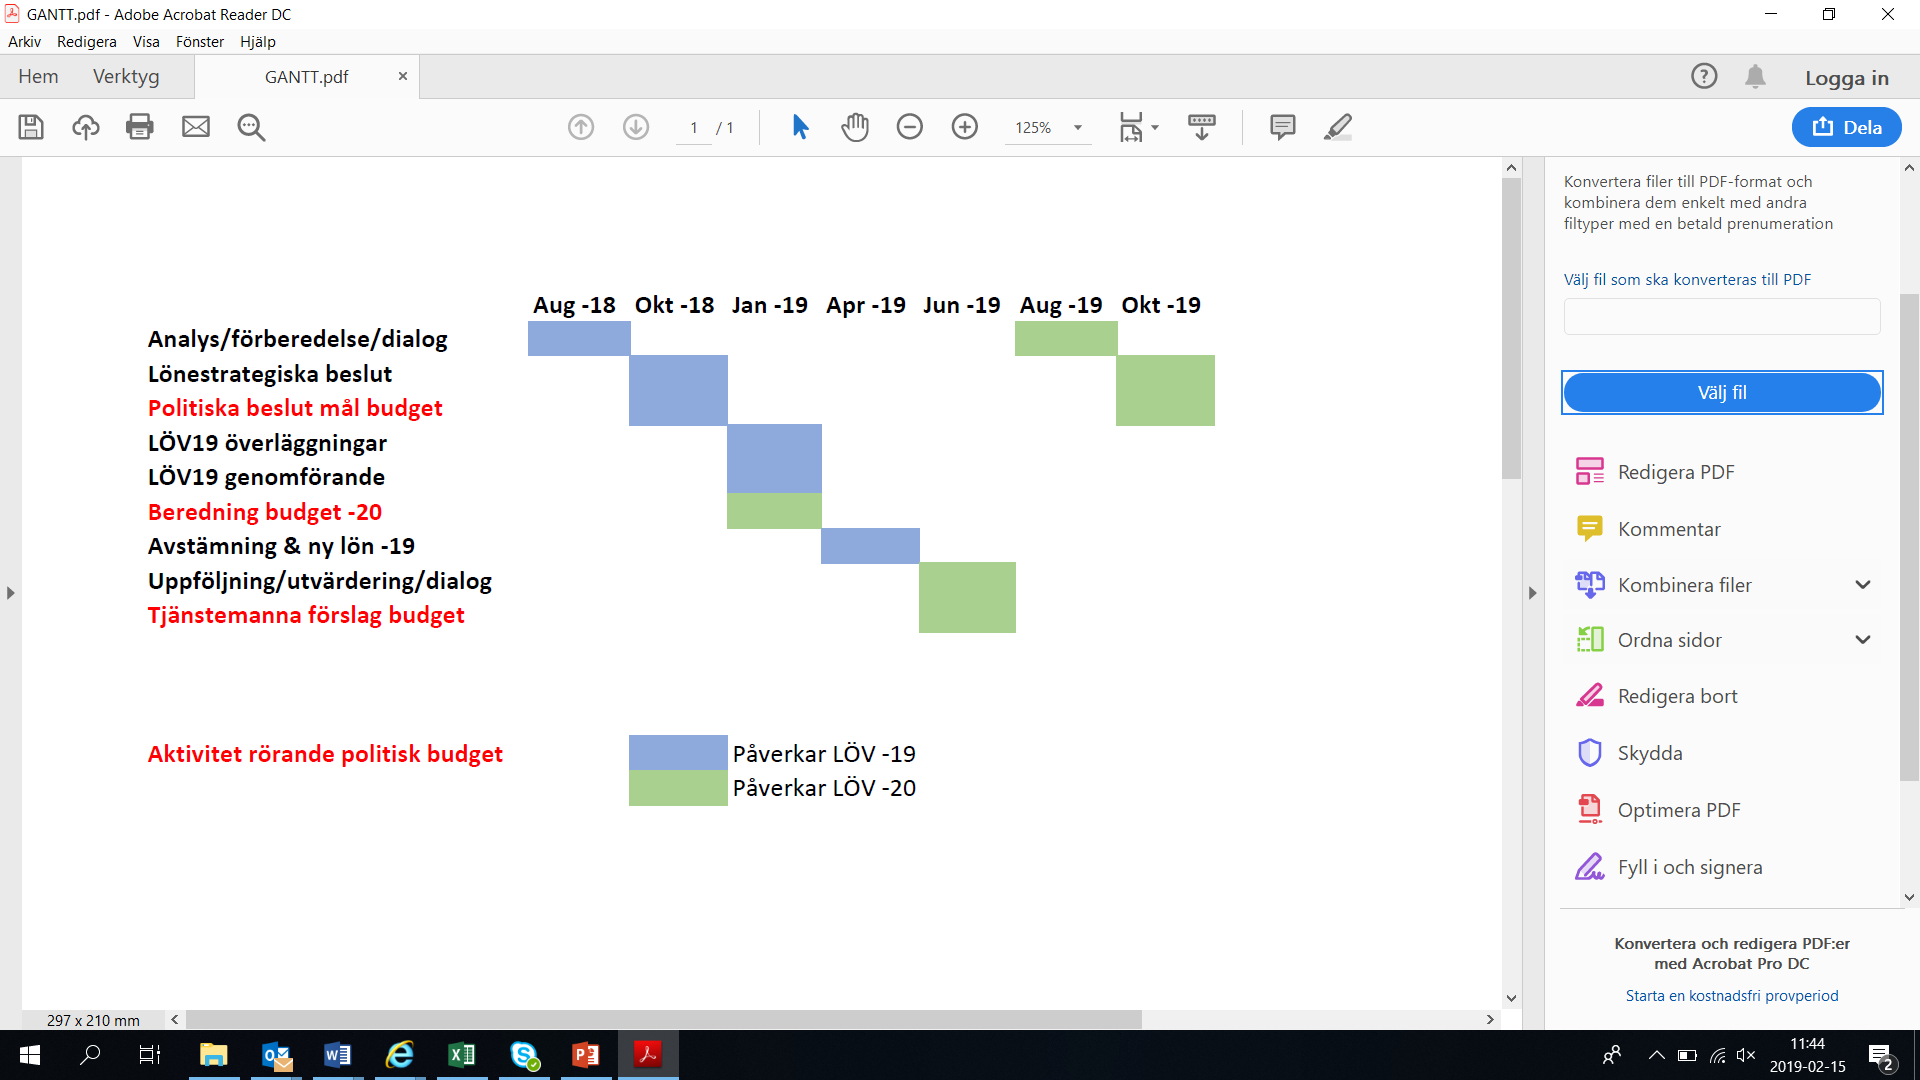 GANTT.pdf - Adobe Acrobat Reader DC
Arkiv Redigera Visa Fönster Hjälp
Hem Verktyg GANTT.pdf Logga in
1 / 1 125% Dela
Konvertera filer till PDF-format och
kombinera dem enkelt med andra
filtyper med en betald prenumeration
Välj fil som ska konverteras till PDF
Välj fil
Redigera PDF
Kommentar
Kombinera filer
Ordna sidor
Redigera bort
Skydda
Optimera PDF
Fyll i och signera
Konvertera och redigera PDF:er
med Acrobat Pro DC
Starta en kostnadsfri provperiod
Aug -18 Okt -18 Jan -19 Apr -19 Jun -19 Aug -19 Okt -19
Analys/förberedelse/dialog
Lönestrategiska beslut
Politiska beslut mål budget
LÖV19 överläggningar
LÖV19 genomförande
Beredning budget -20
Avstämning & ny lön -19
Uppföljning/utvärdering/dialog
Tjänstemanna förslag budget
Aktivitet rörande politisk budget Påverkar LÖV -19
Påverkar LÖV -20
297 x 210 mm
11:44
2019-02-15
2